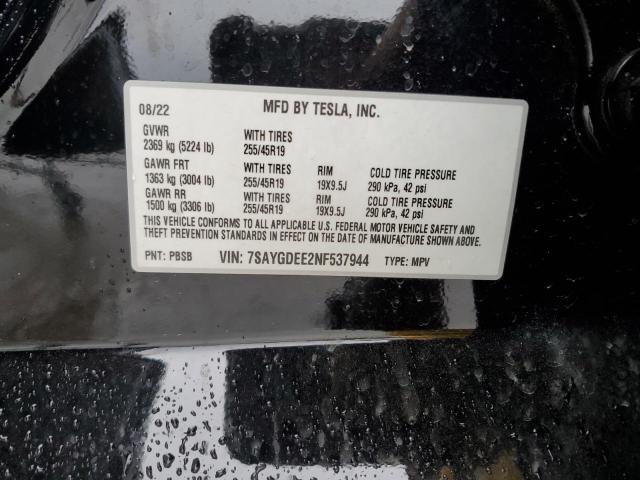 08/22 MFD BY TESLA, INC.
GVWR WITH TIRES
2369 kg (5224 lb) 255/45R19
GAWR FRT WITH TIRES RIM COLD TIRE PRESSURE
1363 kg (3004 lb) 255/45R19 19X9.5J 290 kPa, 42 psi
GAWR RR WITH TIRES RIM COLD TIRE PRESSURE
1500 kg (3306 lb) 255/45R19 19X9.5J 290 kPa, 42 psi
THIS VEHICLE CONFORMS TO ALL APPLICABLE U.S. FEDERAL MOTOR VEHICLE SAFETY AND
THEFT PREVENTION STANDARDS IN EFFECT ON THE DATE OF MANUFACTURE SHOWN ABOVE.
PNT: PBSB VIN: 7SAYGDEE2NF537944 TYPE: MPV